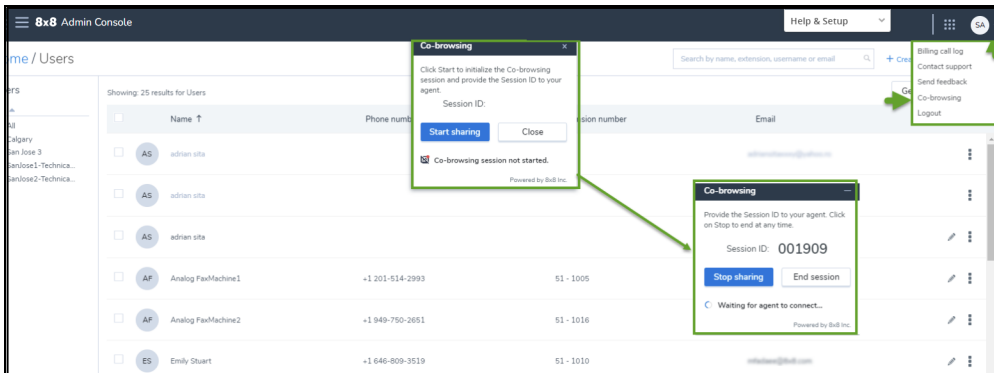 8x8 Admin Console
Help & Setup
SA
me / Users
Search by name, extension, username or email
+ Crea
Billing call log
Contact support
Send feedback
Co-browsing
Logout
ers
All
Calgary
San Jose 3
SanJose1-Technica...
SanJose2-Technica...
Showing: 25 results for Users
Ge
Name ↑
Phone numb
sion number
Email
Co-browsing x
Click Start to initialize the Co-browsing
session and provide the Session ID to your
agent.
Session ID:
Start sharing Close
Co-browsing session not started.
Powered by 8x8 Inc.
Co-browsing —
Provide the Session ID to your agent. Click
on Stop to end at any time.
Session ID: 001909
Stop sharing End session
Waiting for agent to connect...
Powered by 8x8 Inc.
AS adrian sita
AS adrian sita
AS adrian sita
AF Analog FaxMachine1 +1 201-514-2993 51 - 1005
AF Analog FaxMachine2 +1 949-750-2651 51 - 1016
ES Emily Stuart +1 646-809-3519 51 - 1010